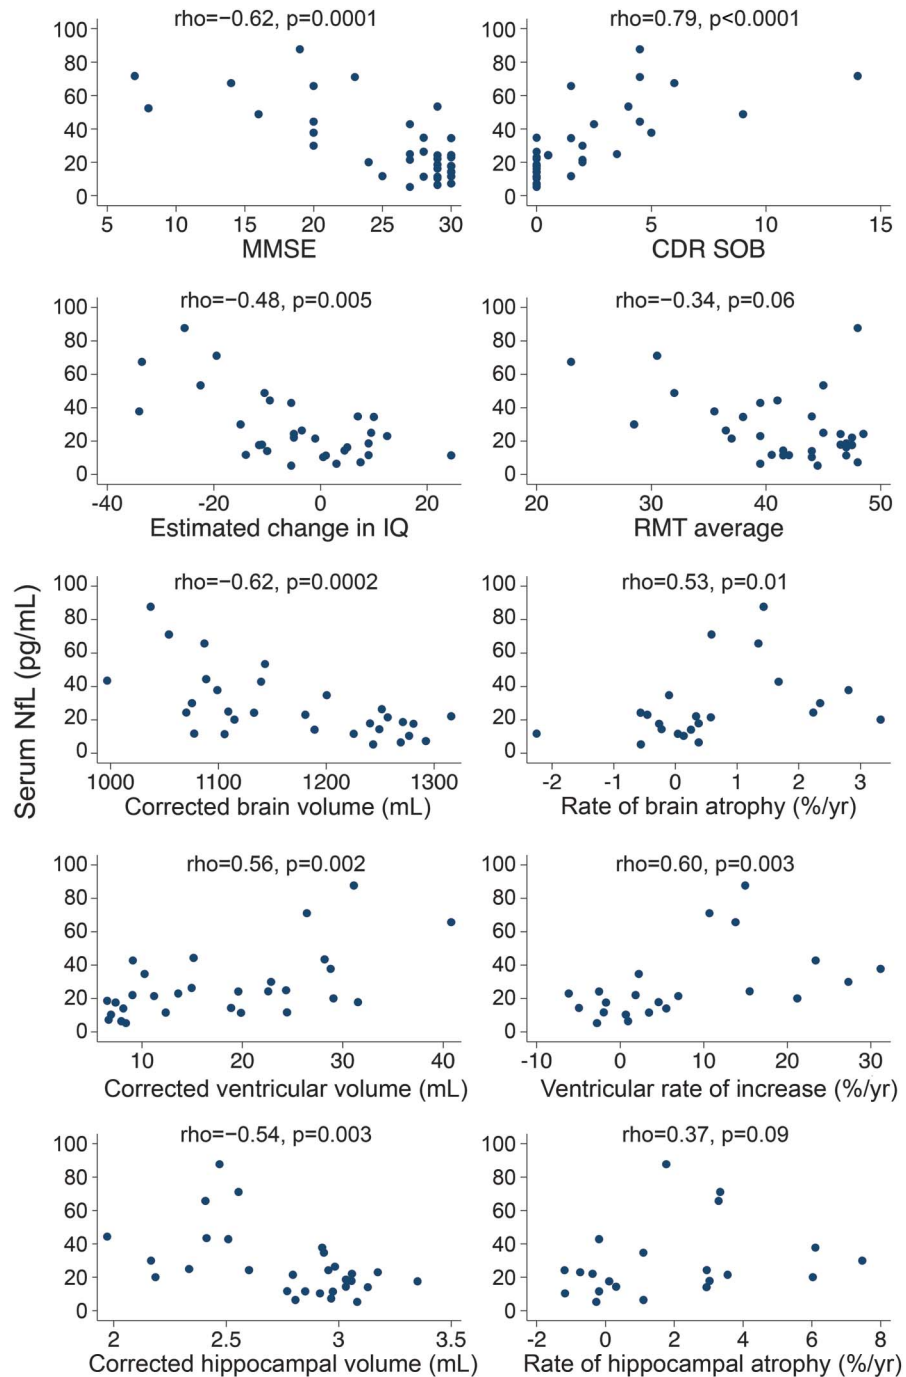 rho=−0.62, p=0.0001
rho=0.79, p<0.0001
100
80
60
40
20
0
5 10 15 20 25 30
MMSE
100
80
60
40
20
0
0 5 10 15
CDR SOB
rho=−0.48, p=0.005
rho=−0.34, p=0.06
100
80
60
40
20
0
-40 -20 0 20
Estimated change in IQ
100
80
60
40
20
0
20 30 40 50
RMT average
Serum NfL (pg/mL)
rho=−0.62, p=0.0002
rho=0.53, p=0.01
100
80
60
40
20
0
1000 1100 1200 1300
Corrected brain volume (mL)
100
80
60
40
20
0
-2 -1 0 1 2 3
Rate of brain atrophy (%/yr)
rho=0.56, p=0.002
rho=0.60, p=0.003
100
80
60
40
20
0
10 20 30 40
Corrected ventricular volume (mL)
100
80
60
40
20
0
-10 0 10 20 30
Ventricular rate of increase (%/yr)
rho=−0.54, p=0.003
rho=0.37, p=0.09
100
80
60
40
20
0
2 2.5 3 3.5
Corrected hippocampal volume (mL)
100
80
60
40
20
0
-2 0 2 4 6 8
Rate of hippocampal atrophy (%/yr)